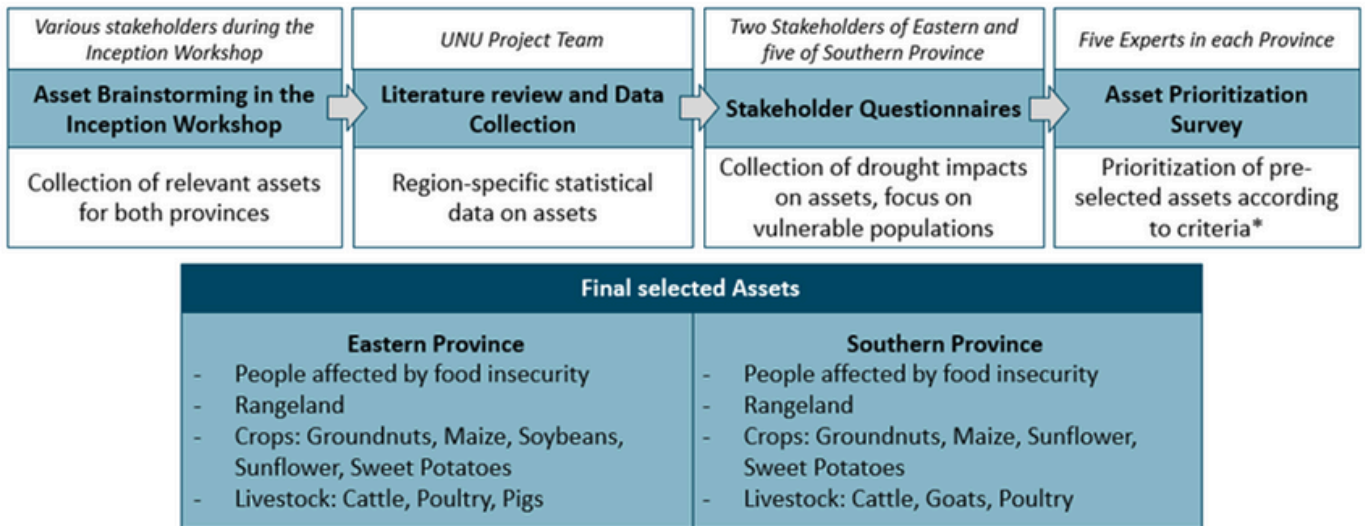 Various stakeholders during the
Inception Workshop
Asset Brainstorming in the
Inception Workshop
Collection of relevant assets
for both provinces
UNU Project Team
Literature review and Data
Collection
Region-specific statistical
data on assets
Two Stakeholders of Eastern and
five of Southern Province
Stakeholder Questionnaires
Collection of drought impacts
on assets, focus on
vulnerable populations
Five Experts in each Province
Asset Prioritization
Survey
Prioritization of pre-
selected assets according
to criteria*
Final selected Assets
Eastern Province
- People affected by food insecurity
- Rangeland
- Crops: Groundnuts, Maize, Soybeans,
Sunflower, Sweet Potatoes
- Livestock: Cattle, Poultry, Pigs
Southern Province
- People affected by food insecurity
- Rangeland
- Crops: Groundnuts, Maize, Sunflower,
Sweet Potatoes
- Livestock: Cattle, Goats, Poultry